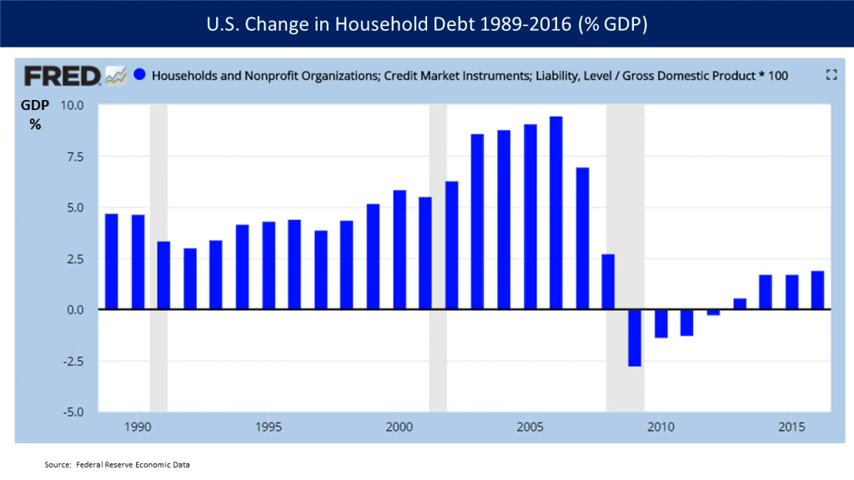 U.S. Change in Household Debt 1989-2016 (% GDP)
FRED Households and Nonprofit Organizations; Credit Market Instruments; Liability, Level / Gross Domestic Product * 100
GDP
%
10.0
7.5
5.0
2.5
0.0
-2.5
-5.0
1990 1995 2000 2005 2010 2015
Source: Federal Reserve Economic Data